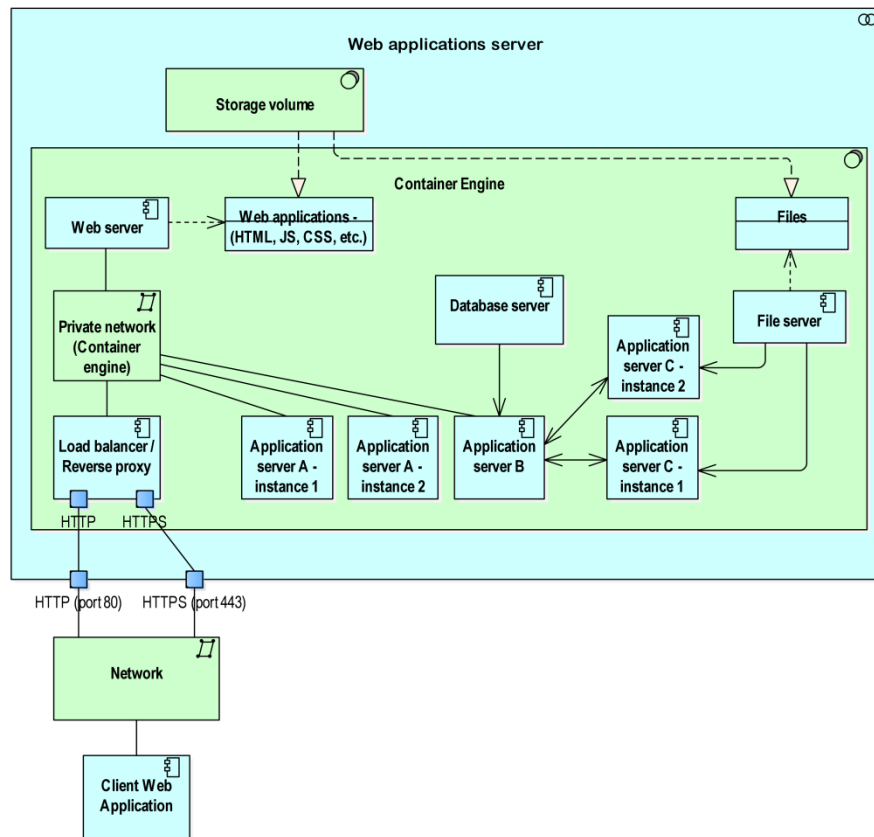 Web applications server
Storage volume
Container Engine
Web server
Web applications -
(HTML, JS, CSS, etc.)
Files
Private network
(Container
engine)
Database server
File server
Application
server C -
instance 2
Load balancer /
Reverse proxy
Application
server A -
instance 1
Application
server A -
instance 2
Application
server B
Application
server C -
instance 1
HTTP
HTTPS
HTTP (port 80)
HTTPS (port 443)
Network
Client Web
Application